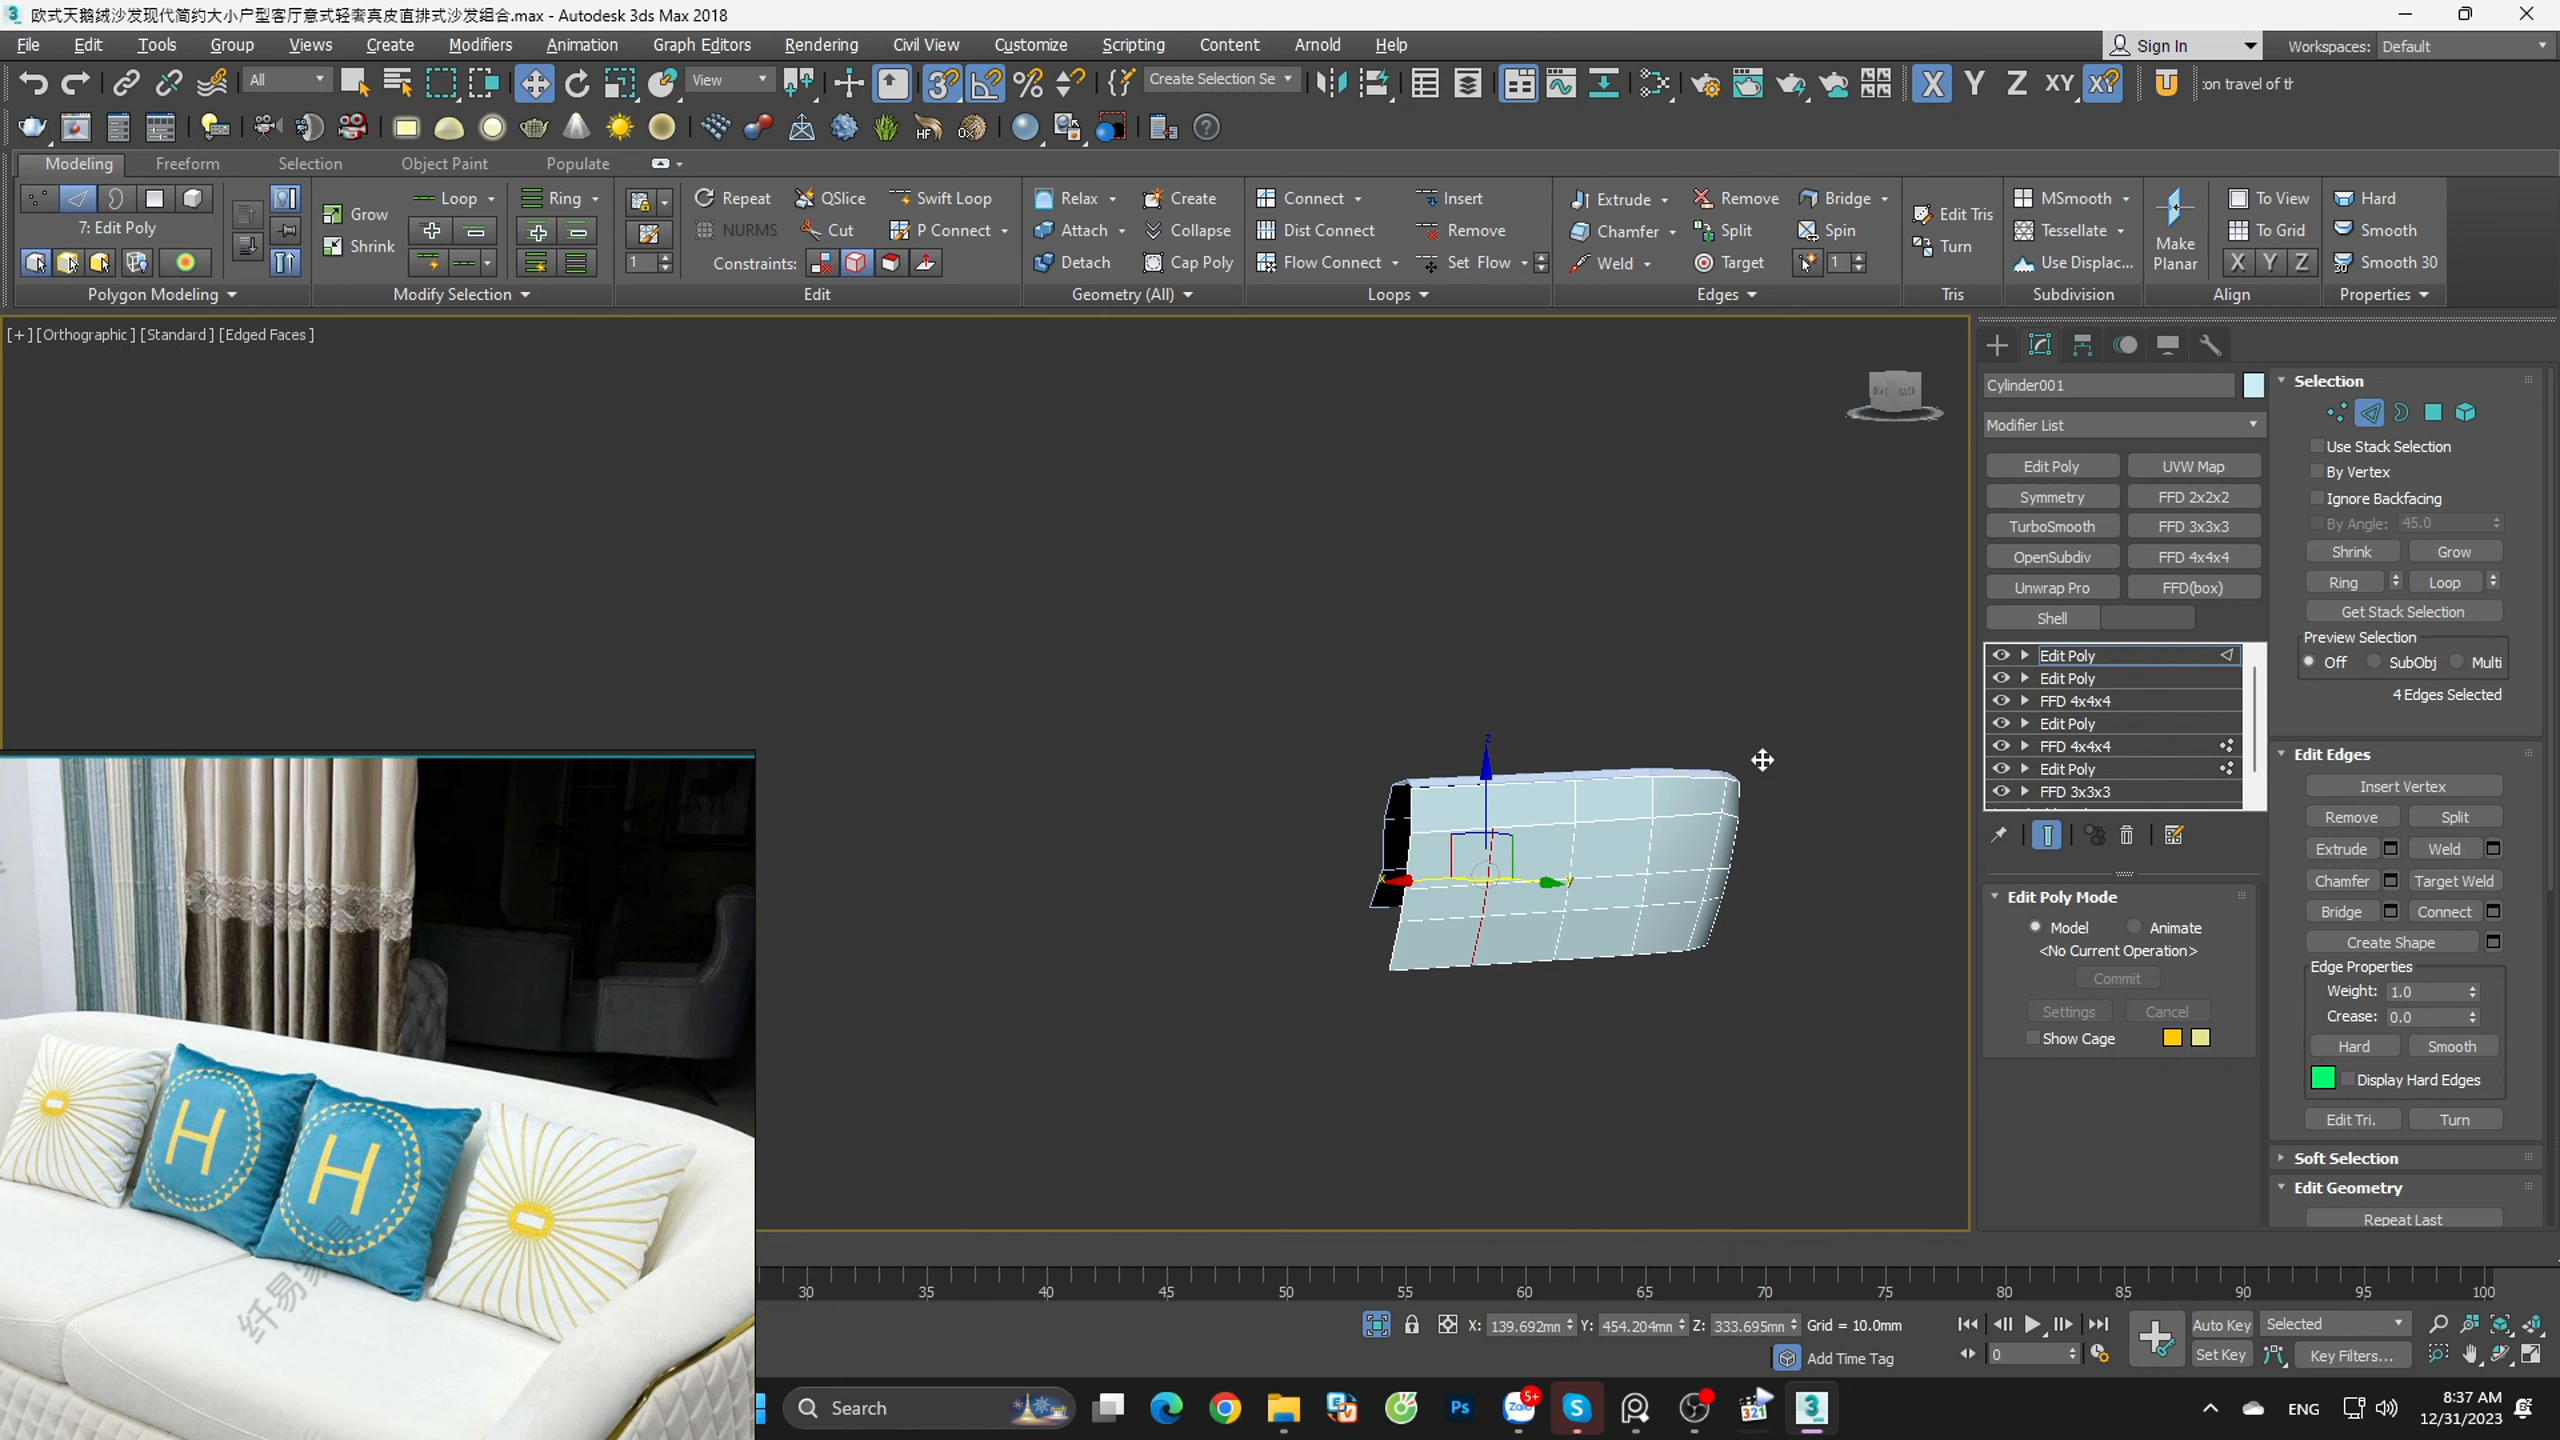 欧式天鹅绒沙发现代简约大小户型客厅意式轻奢真皮直排式沙发组合.max - Autodesk 3ds Max 2018
File Edit Tools Group Views Create Modifiers Animation Graph Editors Rendering Civil View Customize Scripting Content Arnold Help
Sign In Workspaces: Default
All View Create Selection Se X Y Z XY on travel of th
Modeling Freeform Selection Object Paint Populate
Loop Ring Repeat QSlice Swift Loop Relax Create Connect Insert Extrude Remove Bridge MSmooth To View Hard
Grow Edit Tris
7: Edit Poly NURMS Cut P Connect Attach Collapse Dist Connect Remove Chamfer Split Spin Tessellate To Grid Smooth
Shrink Turn Make Planar
1 Constraints: Detach Cap Poly Flow Connect Set Flow Weld Target 1 Use Displac... X Y Z Smooth 30
Polygon Modeling Modify Selection Edit Geometry (All) Loops Edges Tris Subdivision Align Properties
[+] [Orthographic ] [Standard ] [Edged Faces ]
BACK
z
x y
H
H
Cylinder001
Modifier List
Edit Poly UVW Map
Symmetry FFD 2x2x2
TurboSmooth FFD 3x3x3
OpenSubdiv FFD 4x4x4
Unwrap Pro FFD(box)
Shell
Edit Poly
Edit Poly
FFD 4x4x4
Edit Poly
FFD 4x4x4
Edit Poly
FFD 3x3x3
Edit Poly Mode
Model Animate
<No Current Operation>
Commit
Settings Cancel
Show Cage
Selection
Use Stack Selection
By Vertex
Ignore Backfacing
By Angle: 45.0
Shrink Grow
Ring Loop
Get Stack Selection
Preview Selection
Off SubObj Multi
4 Edges Selected
Edit Edges
Insert Vertex
Remove Split
Extrude Weld
Chamfer Target Weld
Bridge Connect
Create Shape
Edge Properties
Weight: 1.0
Crease: 0.0
Hard Smooth
Display Hard Edges
Edit Tri. Turn
Soft Selection
Edit Geometry
Repeat Last
30 35 40 45 50 55 60 65 70 75 80 85 90 95 100
X: 139.692mm Y: 454.204mm Z: 333.695mm Grid = 10.0mm
Auto Key Selected
Add Time Tag 0 Set Key Key Filters...
Search Ps Zalo 5+ 321 ENG
8:37 AM
12/31/2023